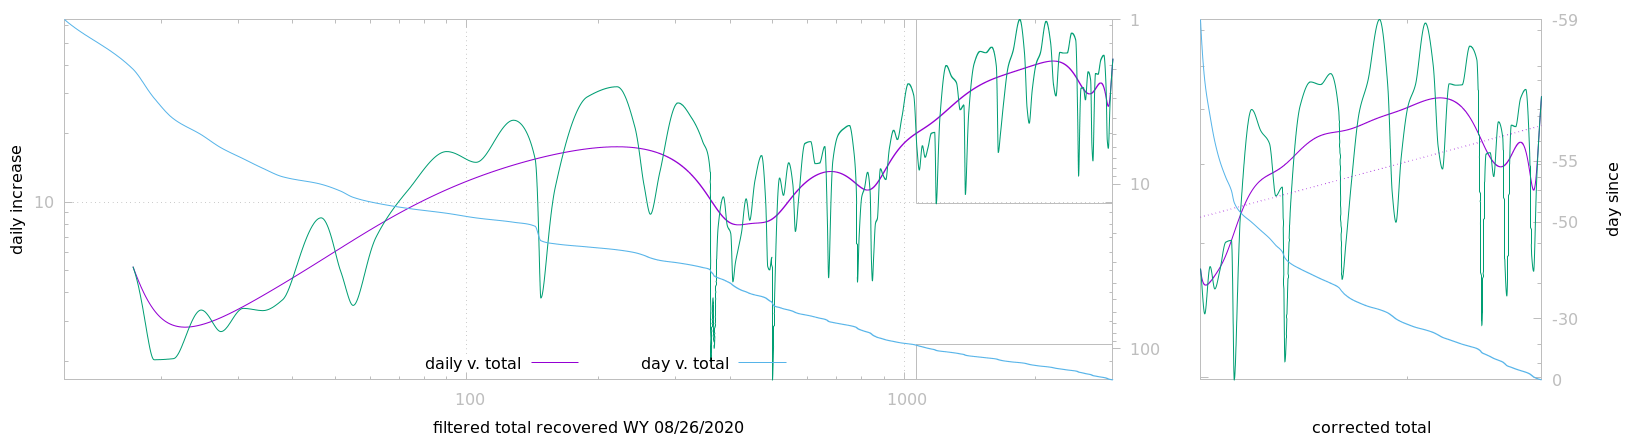 daily increase
10
100
1000
1
10
100
daily v. total
day v. total
filtered total recovered WY 08/26/2020
-59
-55
-50
-30
0
day since
corrected total